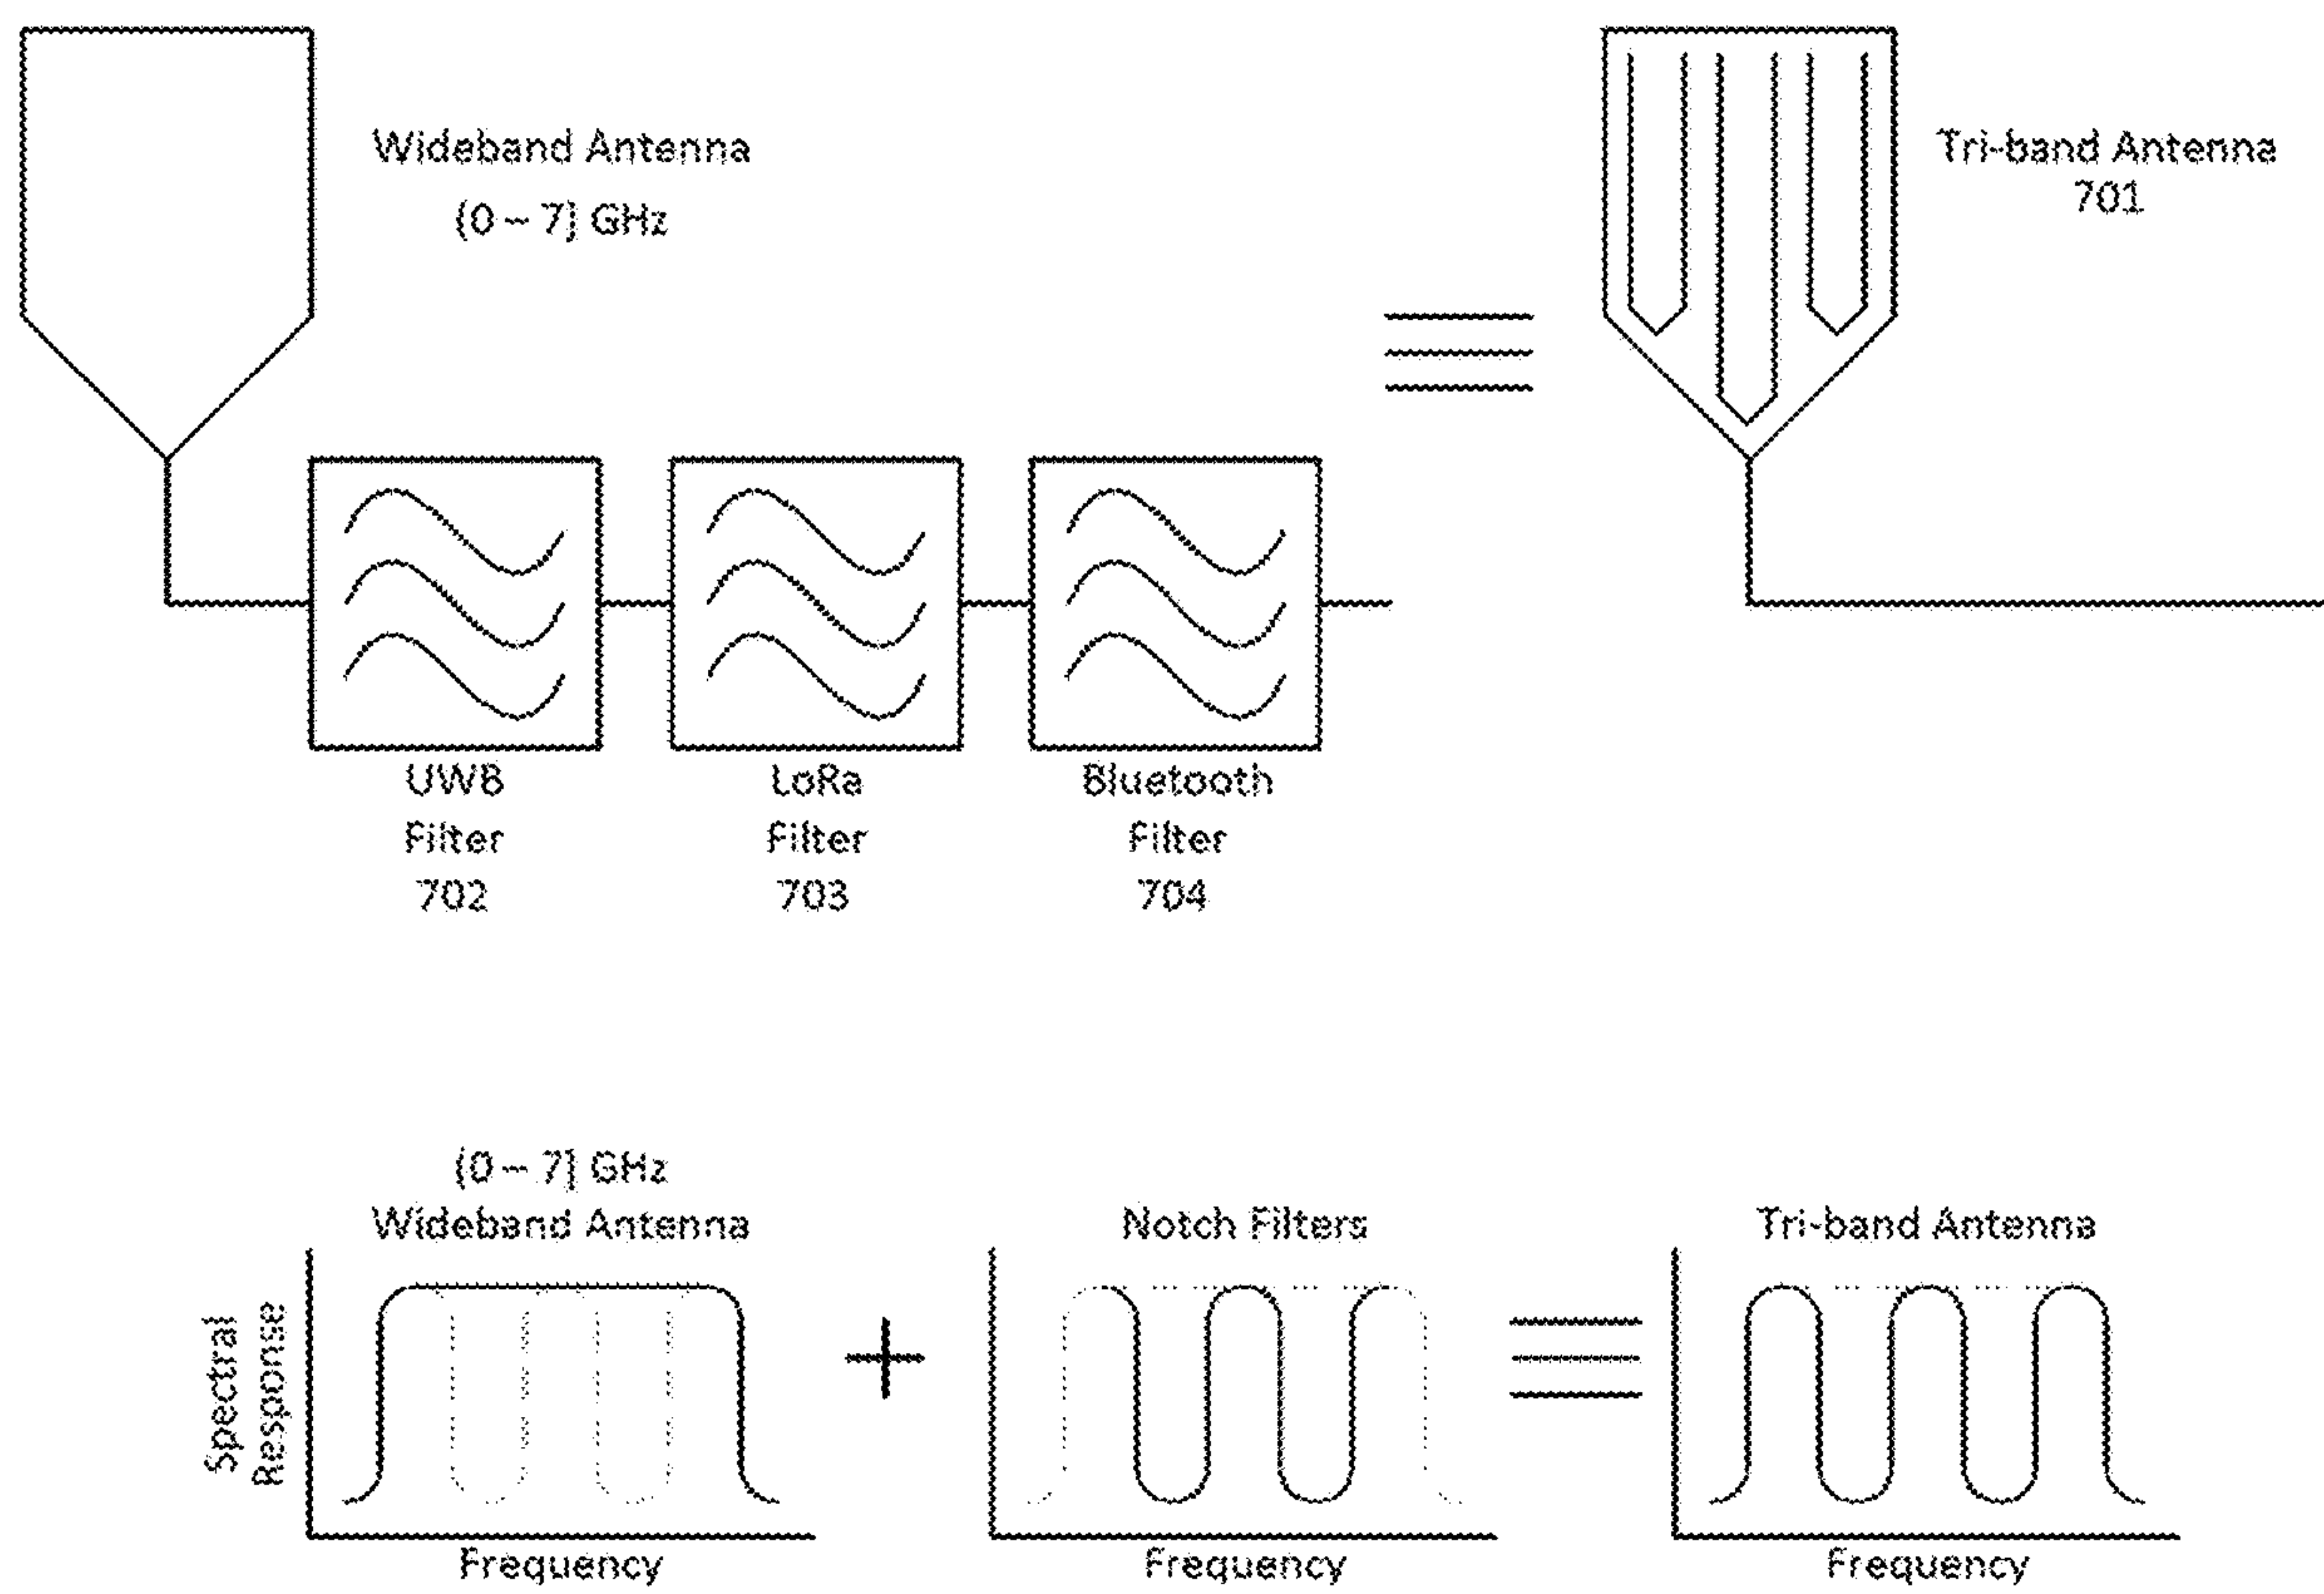 Wideband Antenna
(0 – 7] GHz
Tri-band Antenna
701
UWB
Filter
702
LoRa
Filter
703
Bluetooth
Filter
704
(0 – 7] GHz
Wideband Antenna
Notch Filters
Tri-band Antenna
Spectral
Response
Frequency
Frequency
Frequency